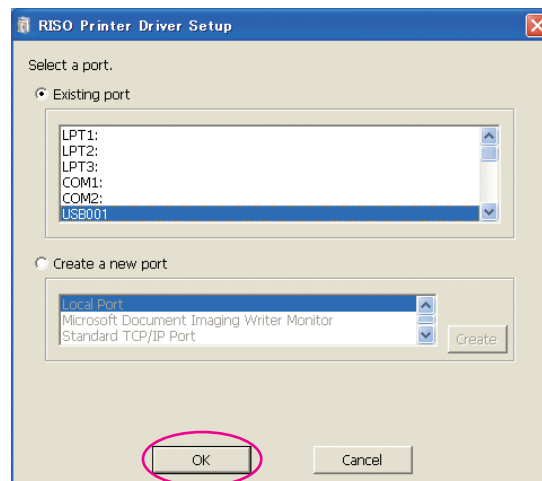 RISO Printer Driver Setup
Select a port.
Existing port
LPT1:
LPT2:
LPT3:
COM1:
COM2:
USB001
Create a new port
Local Port
Microsoft Document Imaging Writer Monitor
Standard TCP/IP Port
Create
OK Cancel